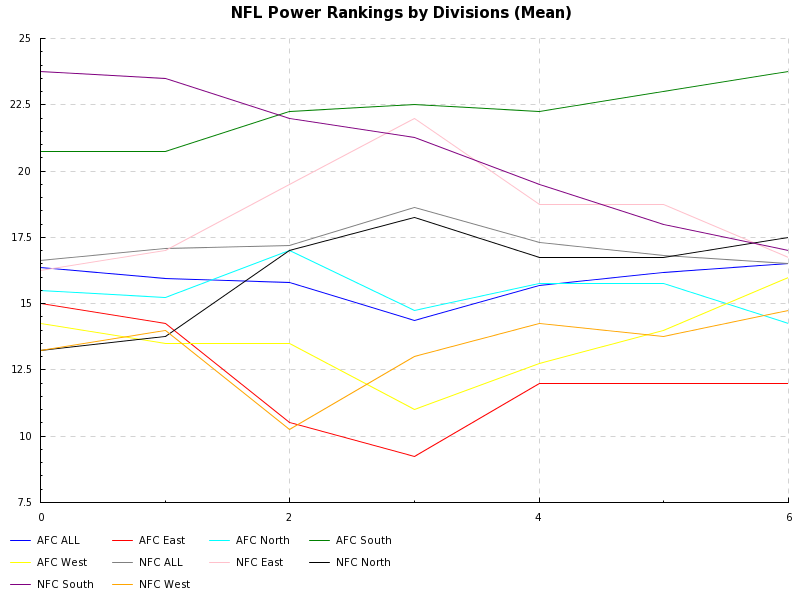 NFL Power Rankings by Divisions (Mean)
25
22.5
20
17.5
15
12.5
10
7.5
0 2 4 6
AFC ALL AFC East AFC North AFC South
AFC West NFC ALL NFC East NFC North
NFC South NFC West